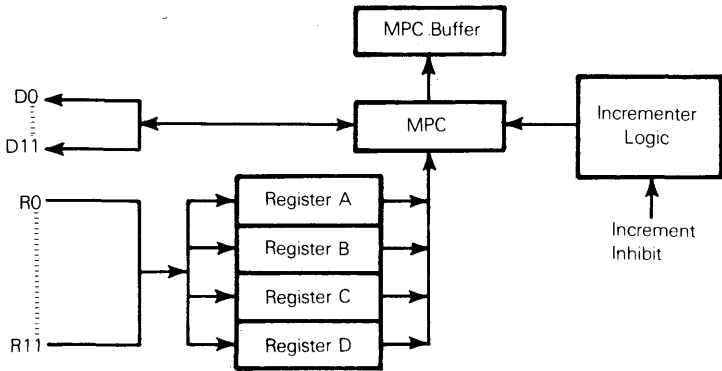 MPC Buffer
D0
D11
MPC
Incrementer
Logic
R0
R11
Register A
Register B
Register C
Register D
Increment
Inhibit